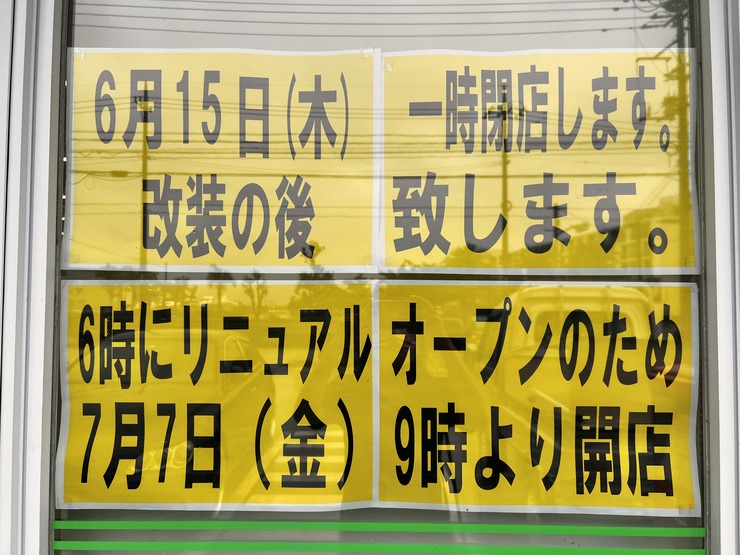 6月15日(木) 一時閉店します。
改装の後、致します。
6時にリニュアル オープンのため
7月7日(金) 9時より開店